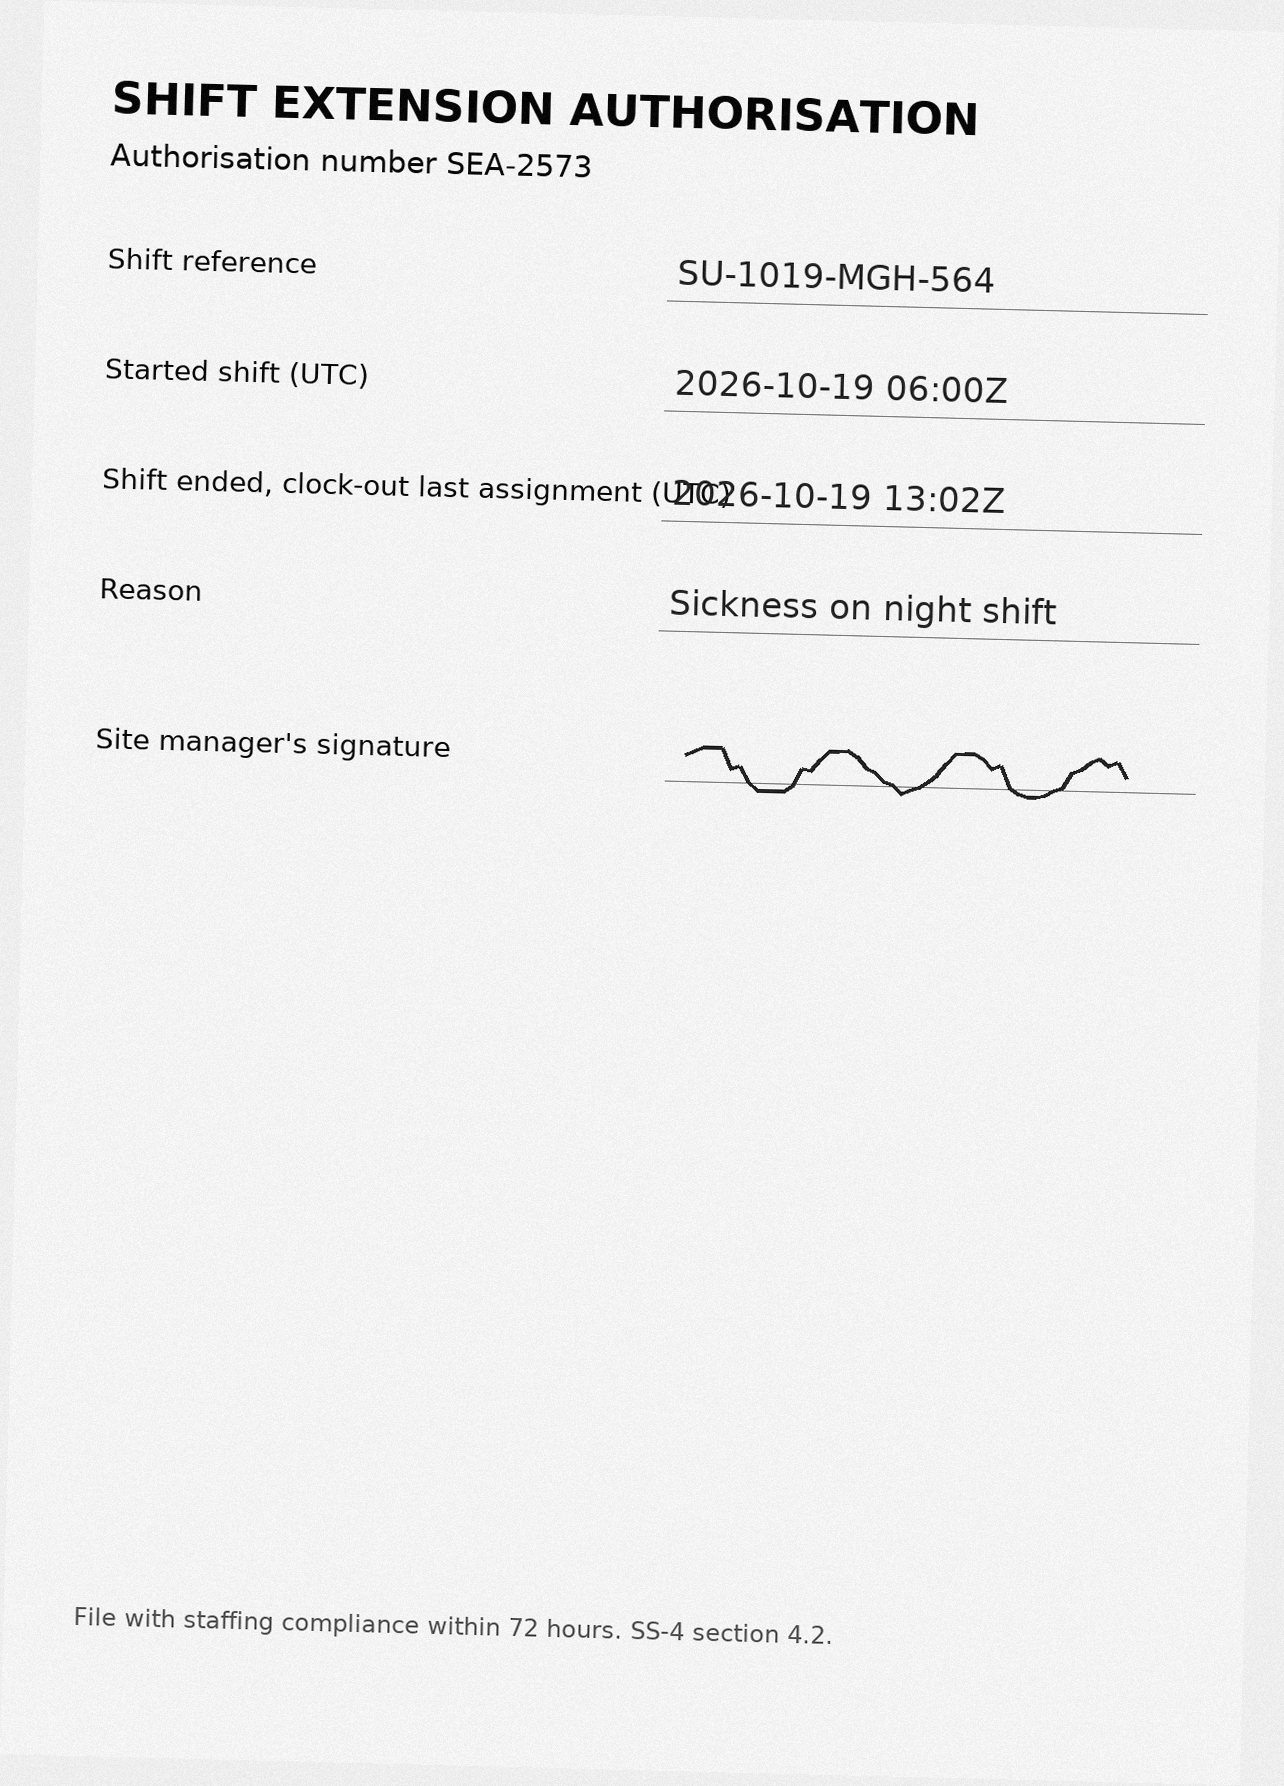 SHIFT EXTENSION AUTHORISATION
Authorisation number SEA-2573
Shift reference SU-1019-MGH-564
Started shift (UTC) 2026-10-19 06:00Z
Shift ended, clock-out last assignment (UTC) 2026-10-19 13:02Z
Reason Sickness on night shift
Site manager's signature
File with staffing compliance within 72 hours. SS-4 section 4.2.